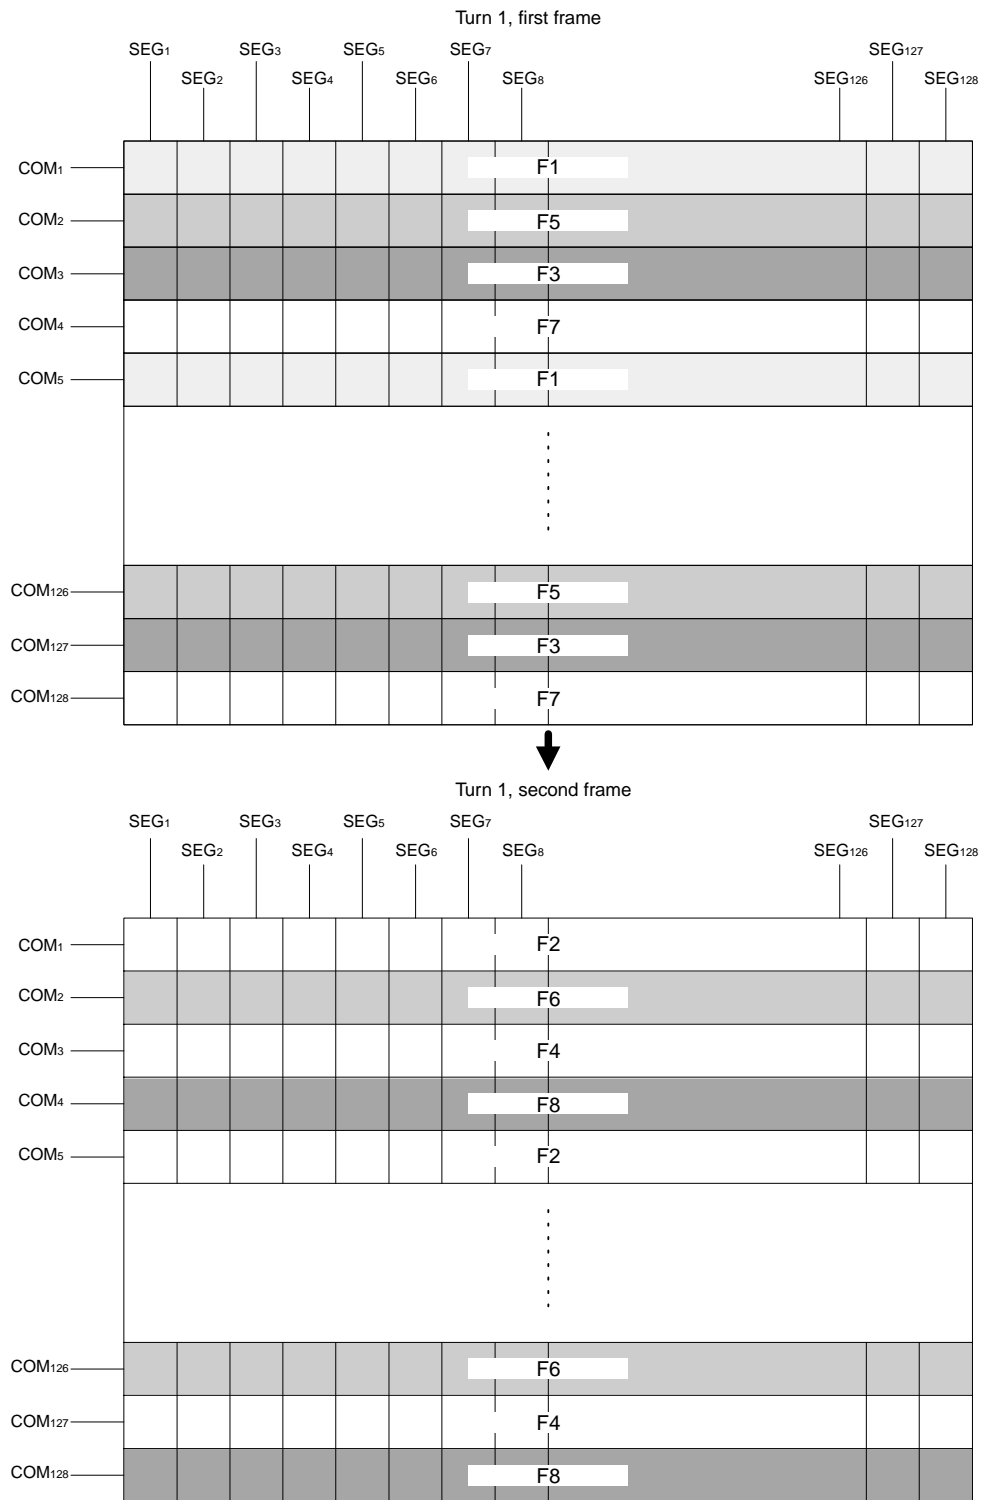 Turn 1, first frame
SEG1 SEG3 SEG5 SEG7 SEG127
SEG2 SEG4 SEG6 SEG8 SEG126 SEG128
COM1 F1
COM2 F5
COM3 F3
COM4 F7
COM5 F1
COM126 F5
COM127 F3
COM128 F7
Turn 1, second frame
SEG1 SEG3 SEG5 SEG7 SEG127
SEG2 SEG4 SEG6 SEG8 SEG126 SEG128
COM1 F2
COM2 F6
COM3 F4
COM4 F8
COM5 F2
COM126 F6
COM127 F4
COM128 F8